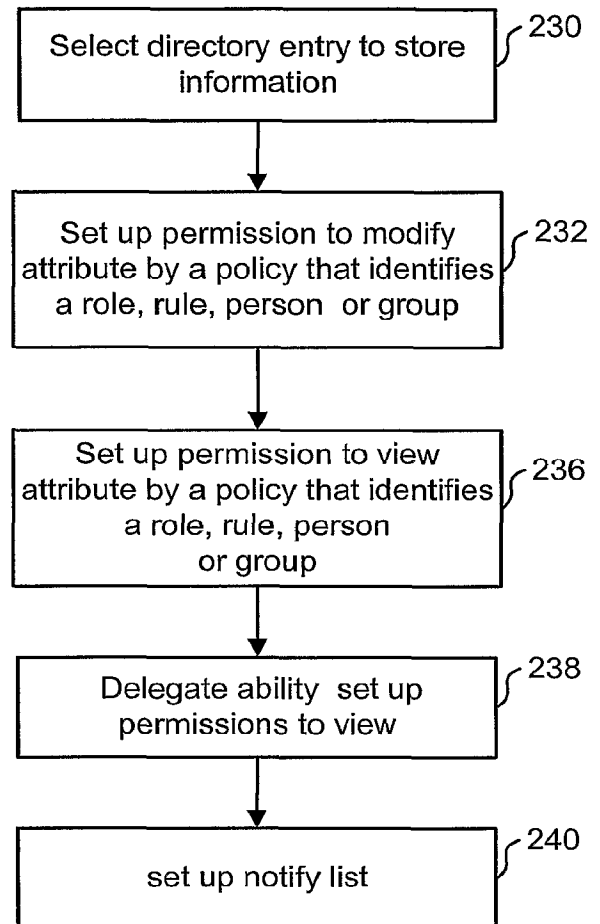 Select directory entry to store
information
230
Set up permission to modify
attribute by a policy that identifies
a role, rule, person or group
232
Set up permission to view
attribute by a policy that identifies
a role, rule, person
or group
236
Delegate ability set up
permissions to view
238
set up notify list
240